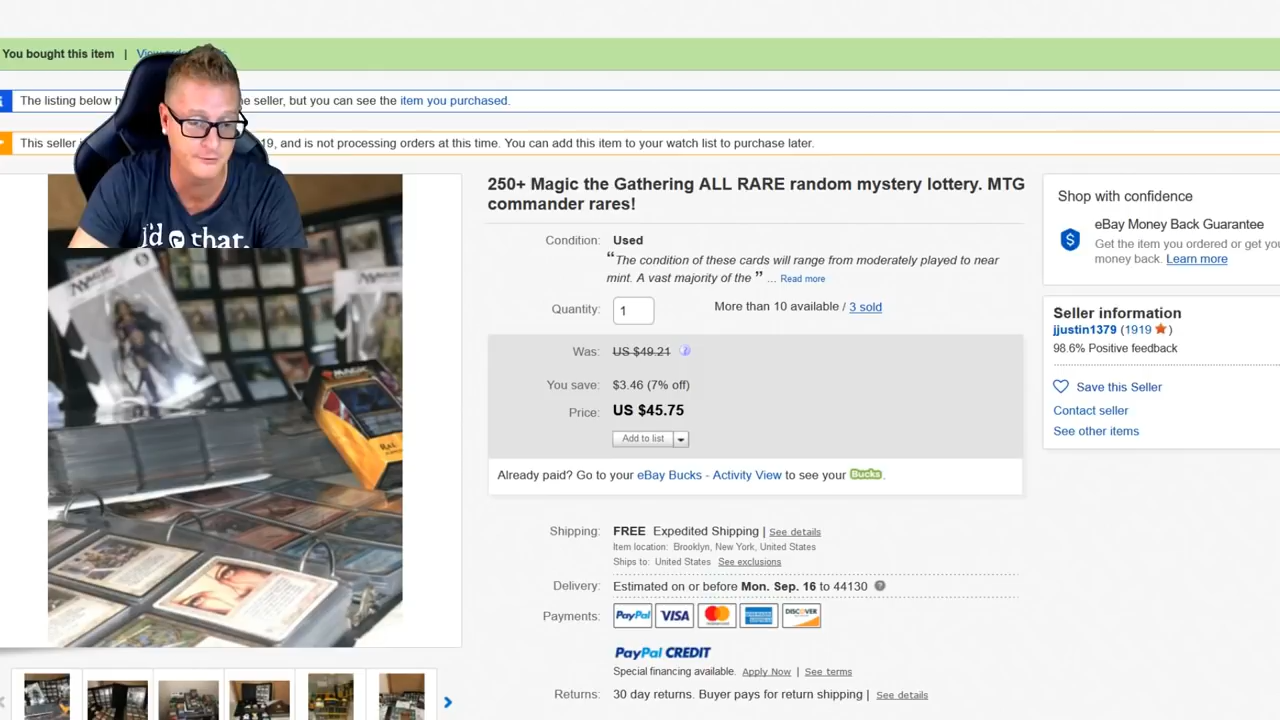 You bought this item | View
The listing below h e seller, but you can see the item you purchased.
This seller 19, and is not processing orders at this time. You can add this item to your watch list to purchase later.
d that.
MAGIC
MAGIC
250+ Magic the Gathering ALL RARE random mystery lottery. MTG
commander rares!
Condition: Used
“The condition of these cards will range from moderately played to near
mint. A vast majority of the ” ... Read more
Quantity: 1 More than 10 available / 3 sold
Was: US $49.21
You save: $3.46 (7% off)
Price: US $45.75
Add to list
Already paid? Go to your eBay Bucks - Activity View to see your Bucks.
Shipping: FREE Expedited Shipping | See details
Item location: Brooklyn, New York, United States
Ships to: United States See exclusions
Delivery: Estimated on or before Mon. Sep. 16 to 44130
Payments: PayPal VISA MasterCard AMERICAN EXPRESS DISCOVER
PayPal CREDIT
Special financing available. Apply Now | See terms
Returns: 30 day returns. Buyer pays for return shipping | See details
Shop with confidence
eBay Money Back Guarantee
Get the item you ordered or get you
money back. Learn more
Seller information
jjustin1379 (1919 )
98.6% Positive feedback
Save this Seller
Contact seller
See other items